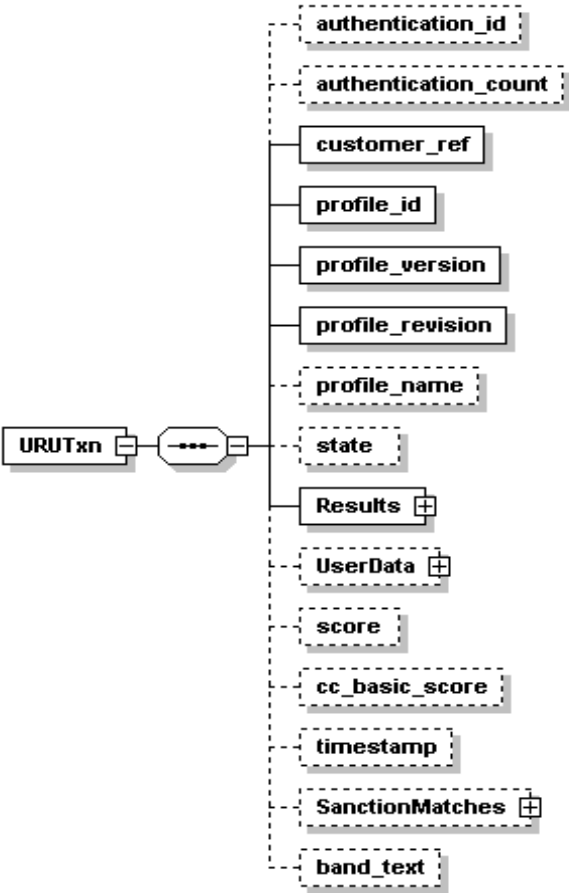 authentication_id
authentication_count
customer_ref
profile_id
profile_version
profile_revision
profile_name
URUTxn
state
Results
UserData
score
cc_basic_score
timestamp
SanctionMatches
band_text